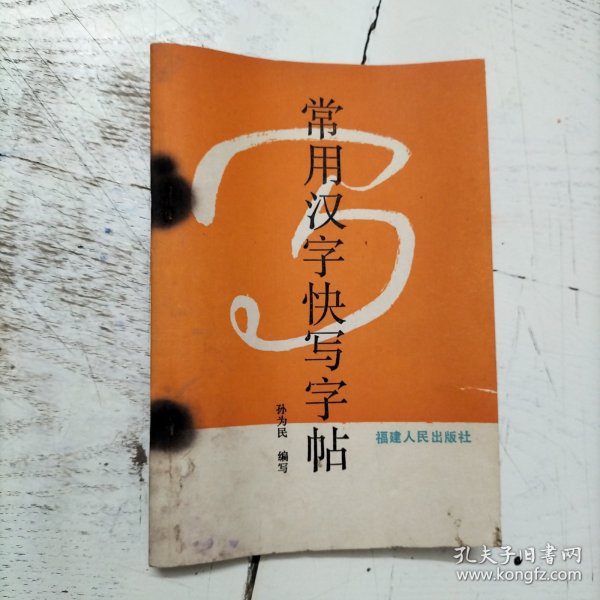 常用汉字快写字帖
孙为民 编写
福建人民出版社
孔夫子旧书网
www.kongfz.com